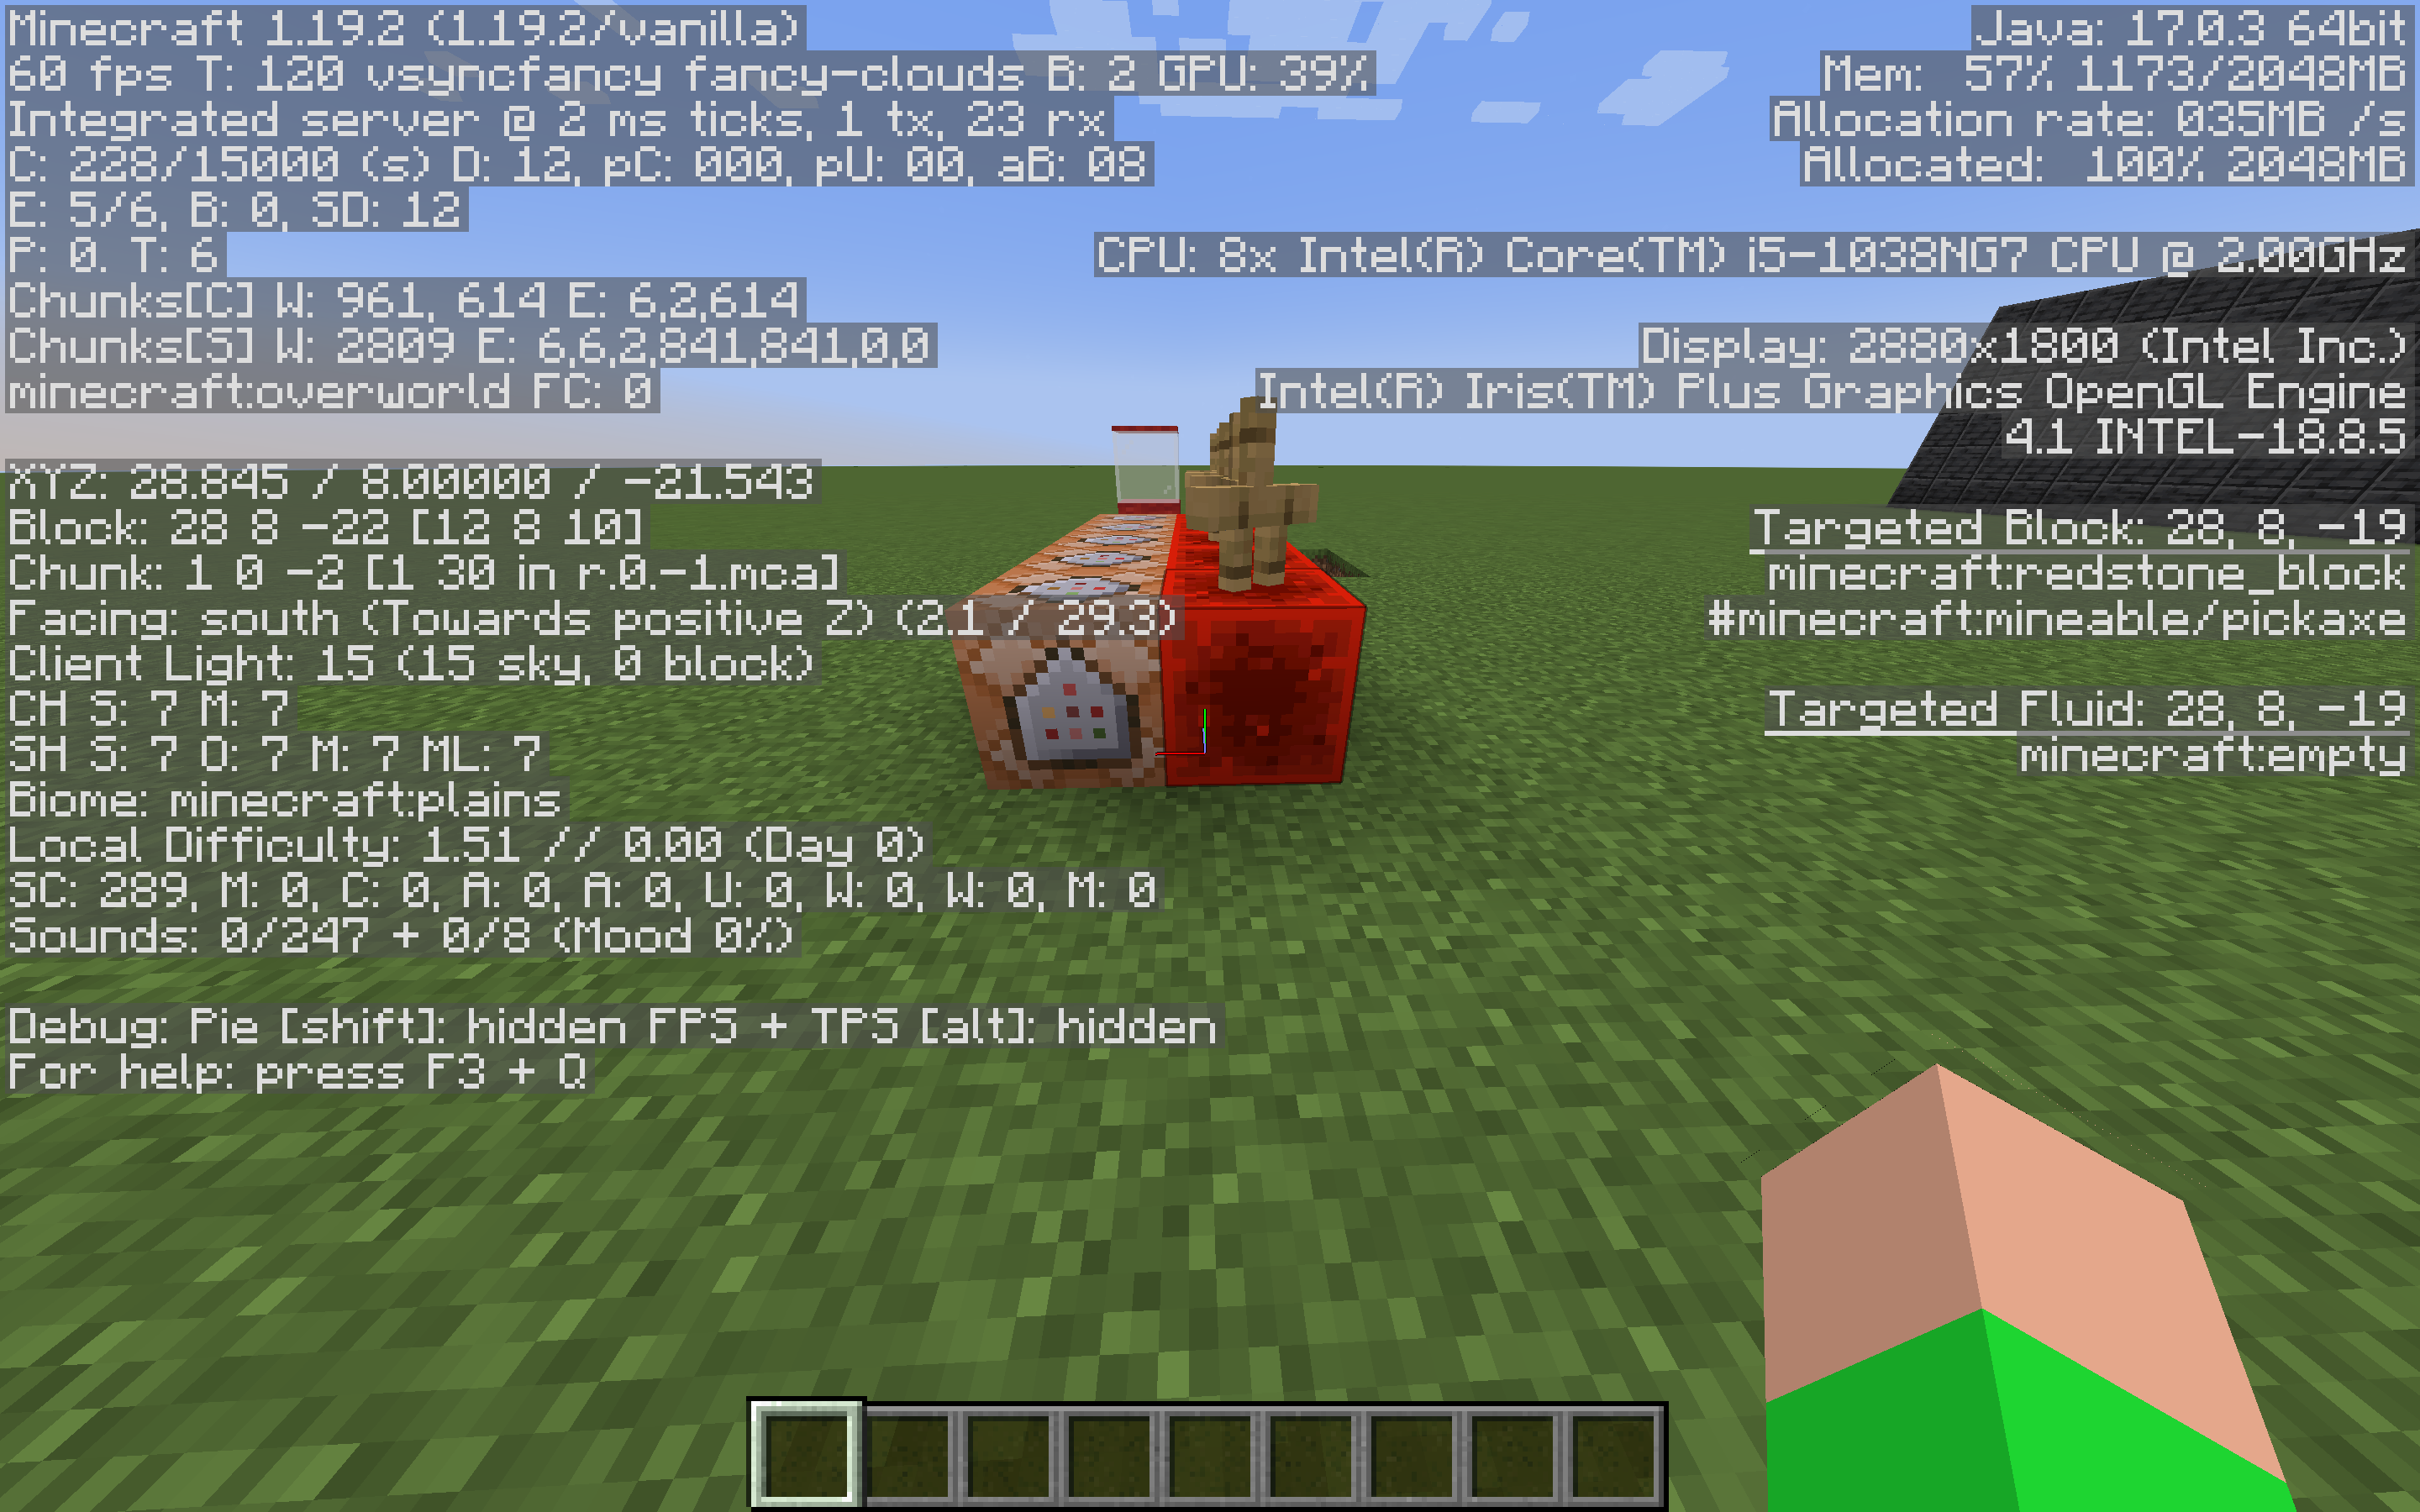 Minecraft 1.19.2 (1.19.2/vanilla)
60 fps T: 120 vsyncfancy fancy-clouds B: 2 GPU: 39%
Integrated server @ 2 ms ticks, 1 tx, 23 rx
C: 228/15000 (s) D: 12, pC: 000, pU: 00, aB: 08
E: 5/6, B: 0, SD: 12
P: 0. T: 6
Chunks[C] W: 961, 614 E: 6,2,614
Chunks[S] W: 2809 E: 6,6,2,841,841,0,0
minecraft:overworld FC: 0
XYZ: 28.845 / 8.00000 / -21.543
Block: 28 8 -22 [12 8 10]
Chunk: 1 0 -2 [1 30 in r.0.-1.mca]
Facing: south (Towards positive Z) (2.1 / 29.3)
Client Light: 15 (15 sky, 0 block)
CH S: 7 M: 7
SH S: 7 O: 7 M: 7 ML: 7
Biome: minecraft:plains
Local Difficulty: 1.51 // 0.00 (Day 0)
SC: 289, M: 0, C: 0, A: 0, A: 0, U: 0, W: 0, W: 0, M: 0
Sounds: 0/247 + 0/8 (Mood 0%)
Debug: Pie [shift]: hidden FPS + TPS [alt]: hidden
For help: press F3 + Q
Java: 17.0.3 64bit
Mem: 57% 1173/2048MB
Allocation rate: 035MB /s
Allocated: 100% 2048MB
CPU: 8x Intel(R) Core(TM) i5-1038NG7 CPU @ 2.00GHz
Display: 2880x1800 (Intel Inc.)
Intel(R) Iris(TM) Plus Graphics OpenGL Engine
4.1 INTEL-18.8.5
Targeted Block: 28, 8, -19
minecraft:redstone_block
#minecraft:mineable/pickaxe
Targeted Fluid: 28, 8, -19
minecraft:empty